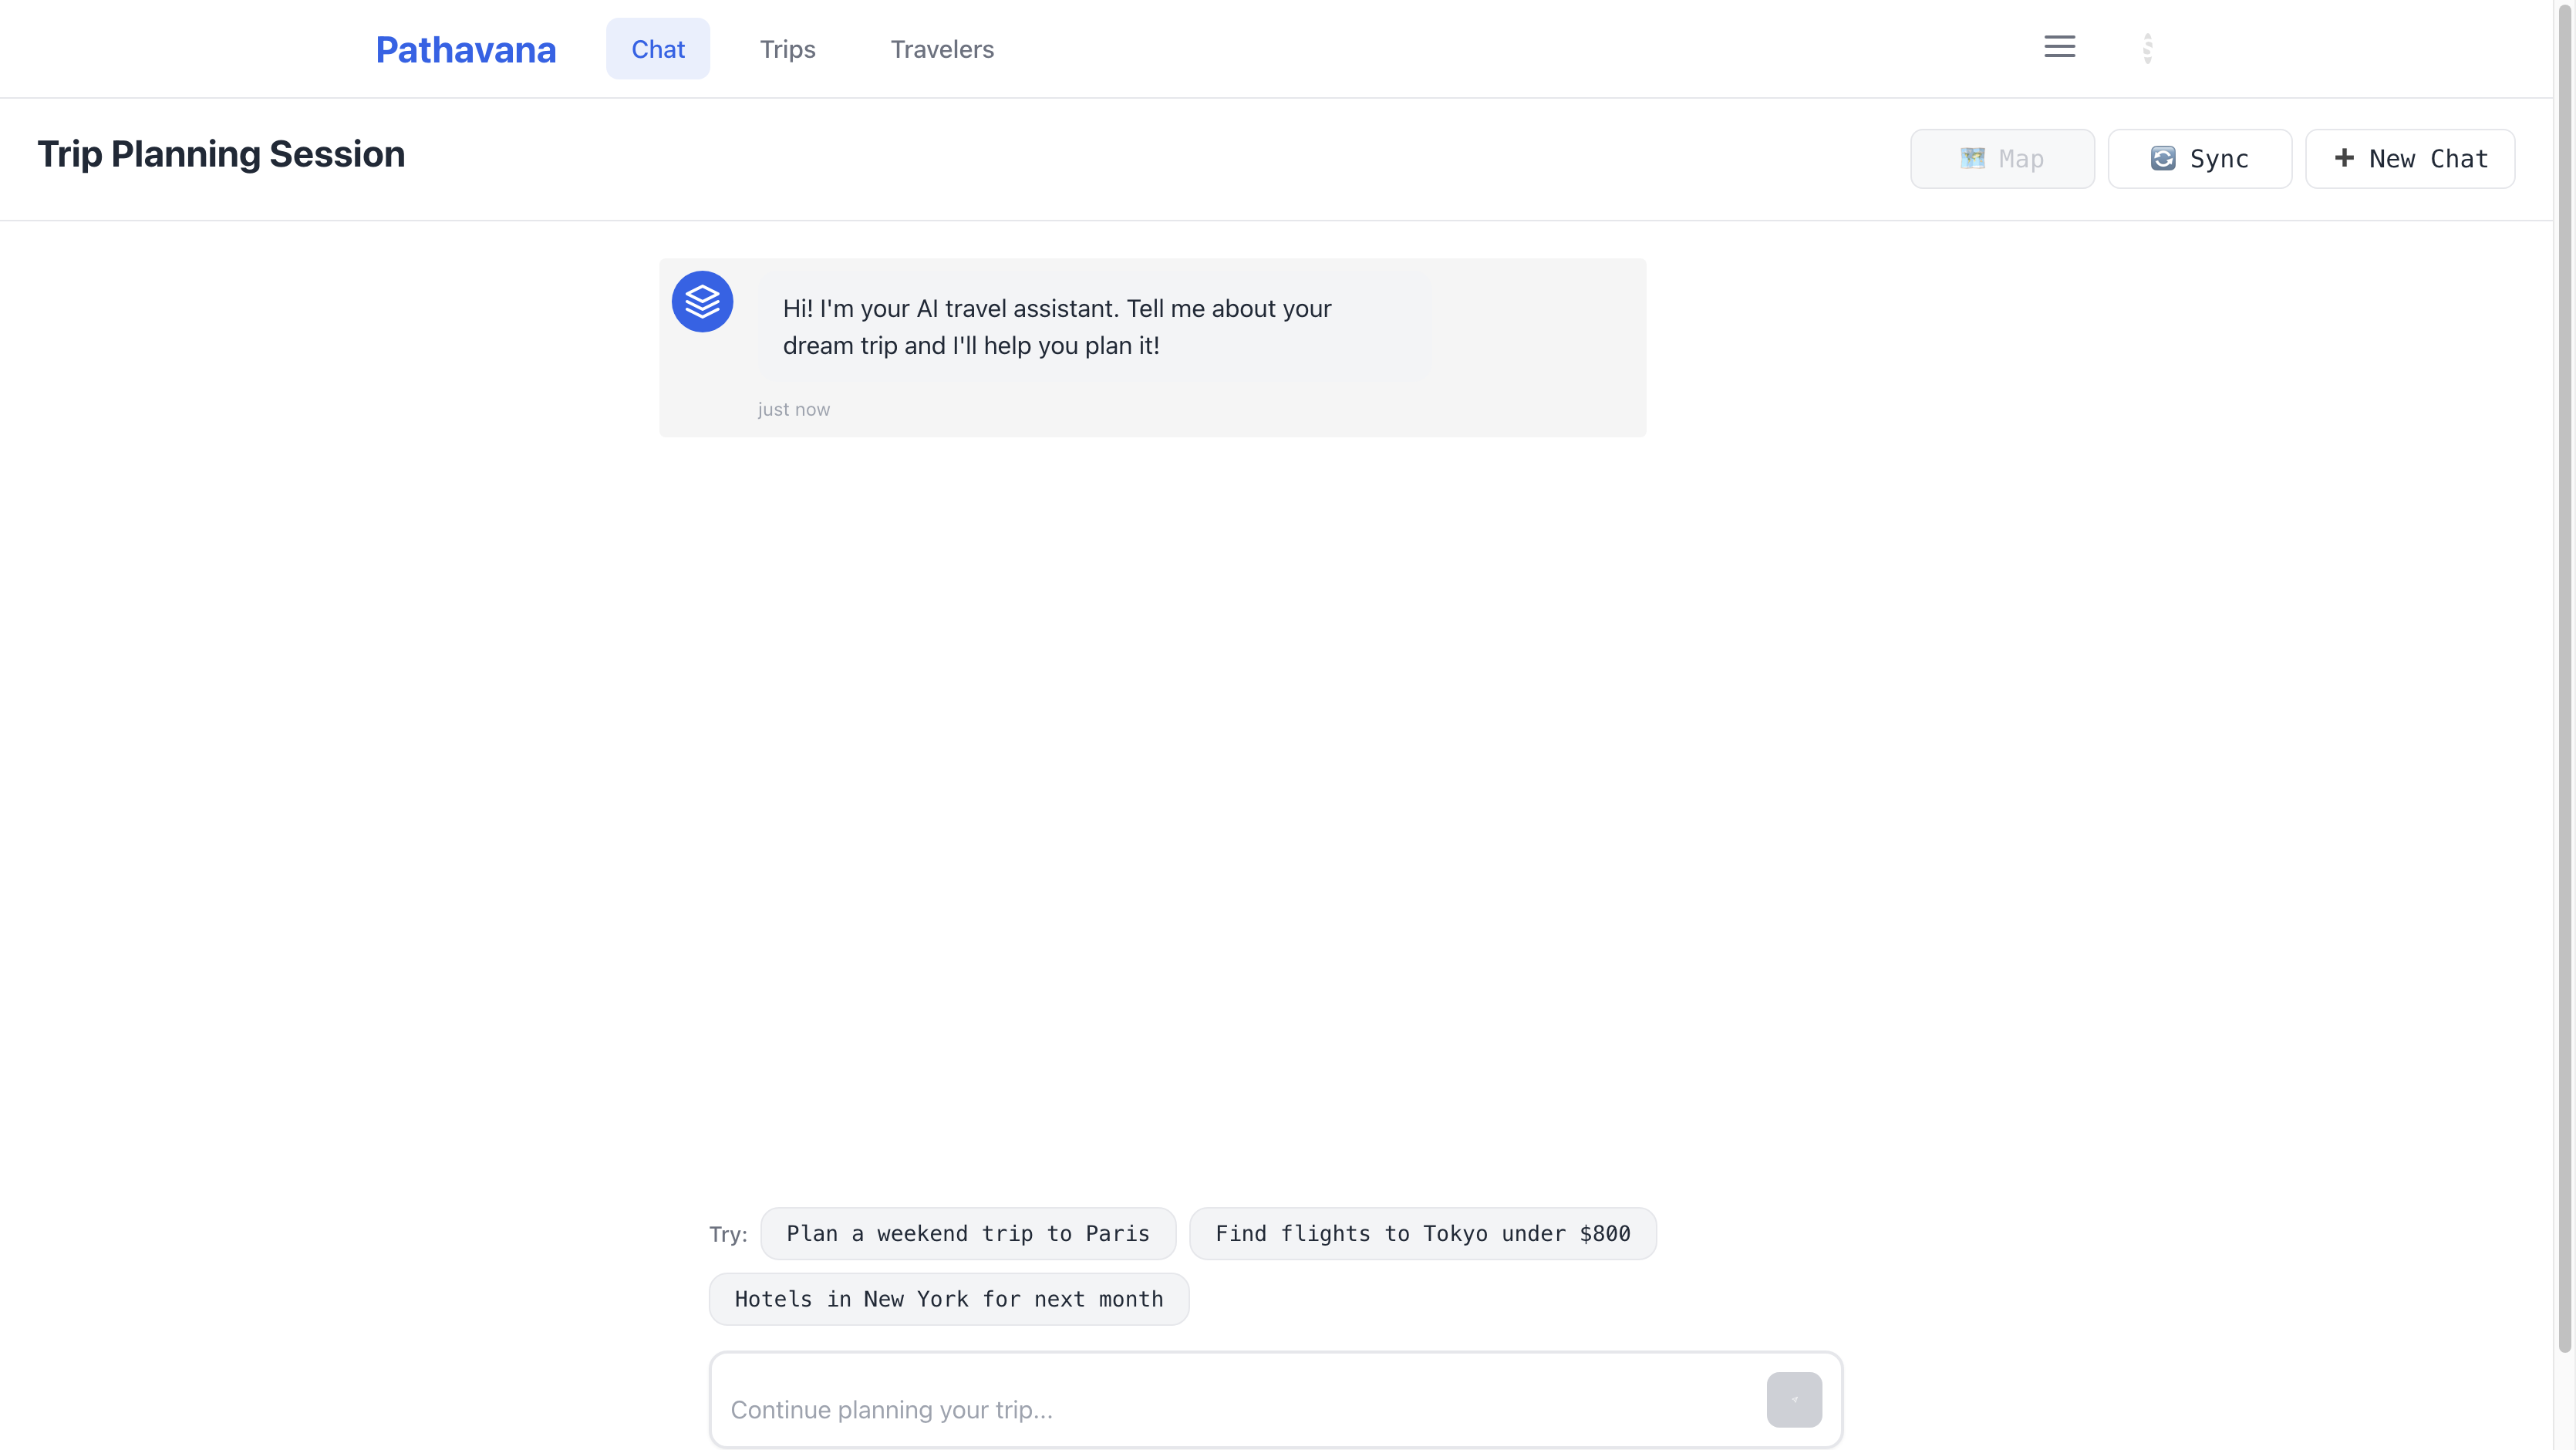 Pathavana
Chat
Trips
Travelers
Trip Planning Session
Map
Sync
New Chat
Hi! I'm your AI travel assistant. Tell me about your
dream trip and I'll help you plan it!
just now
Try:
Plan a weekend trip to Paris
Find flights to Tokyo under $800
Hotels in New York for next month
Continue planning your trip...